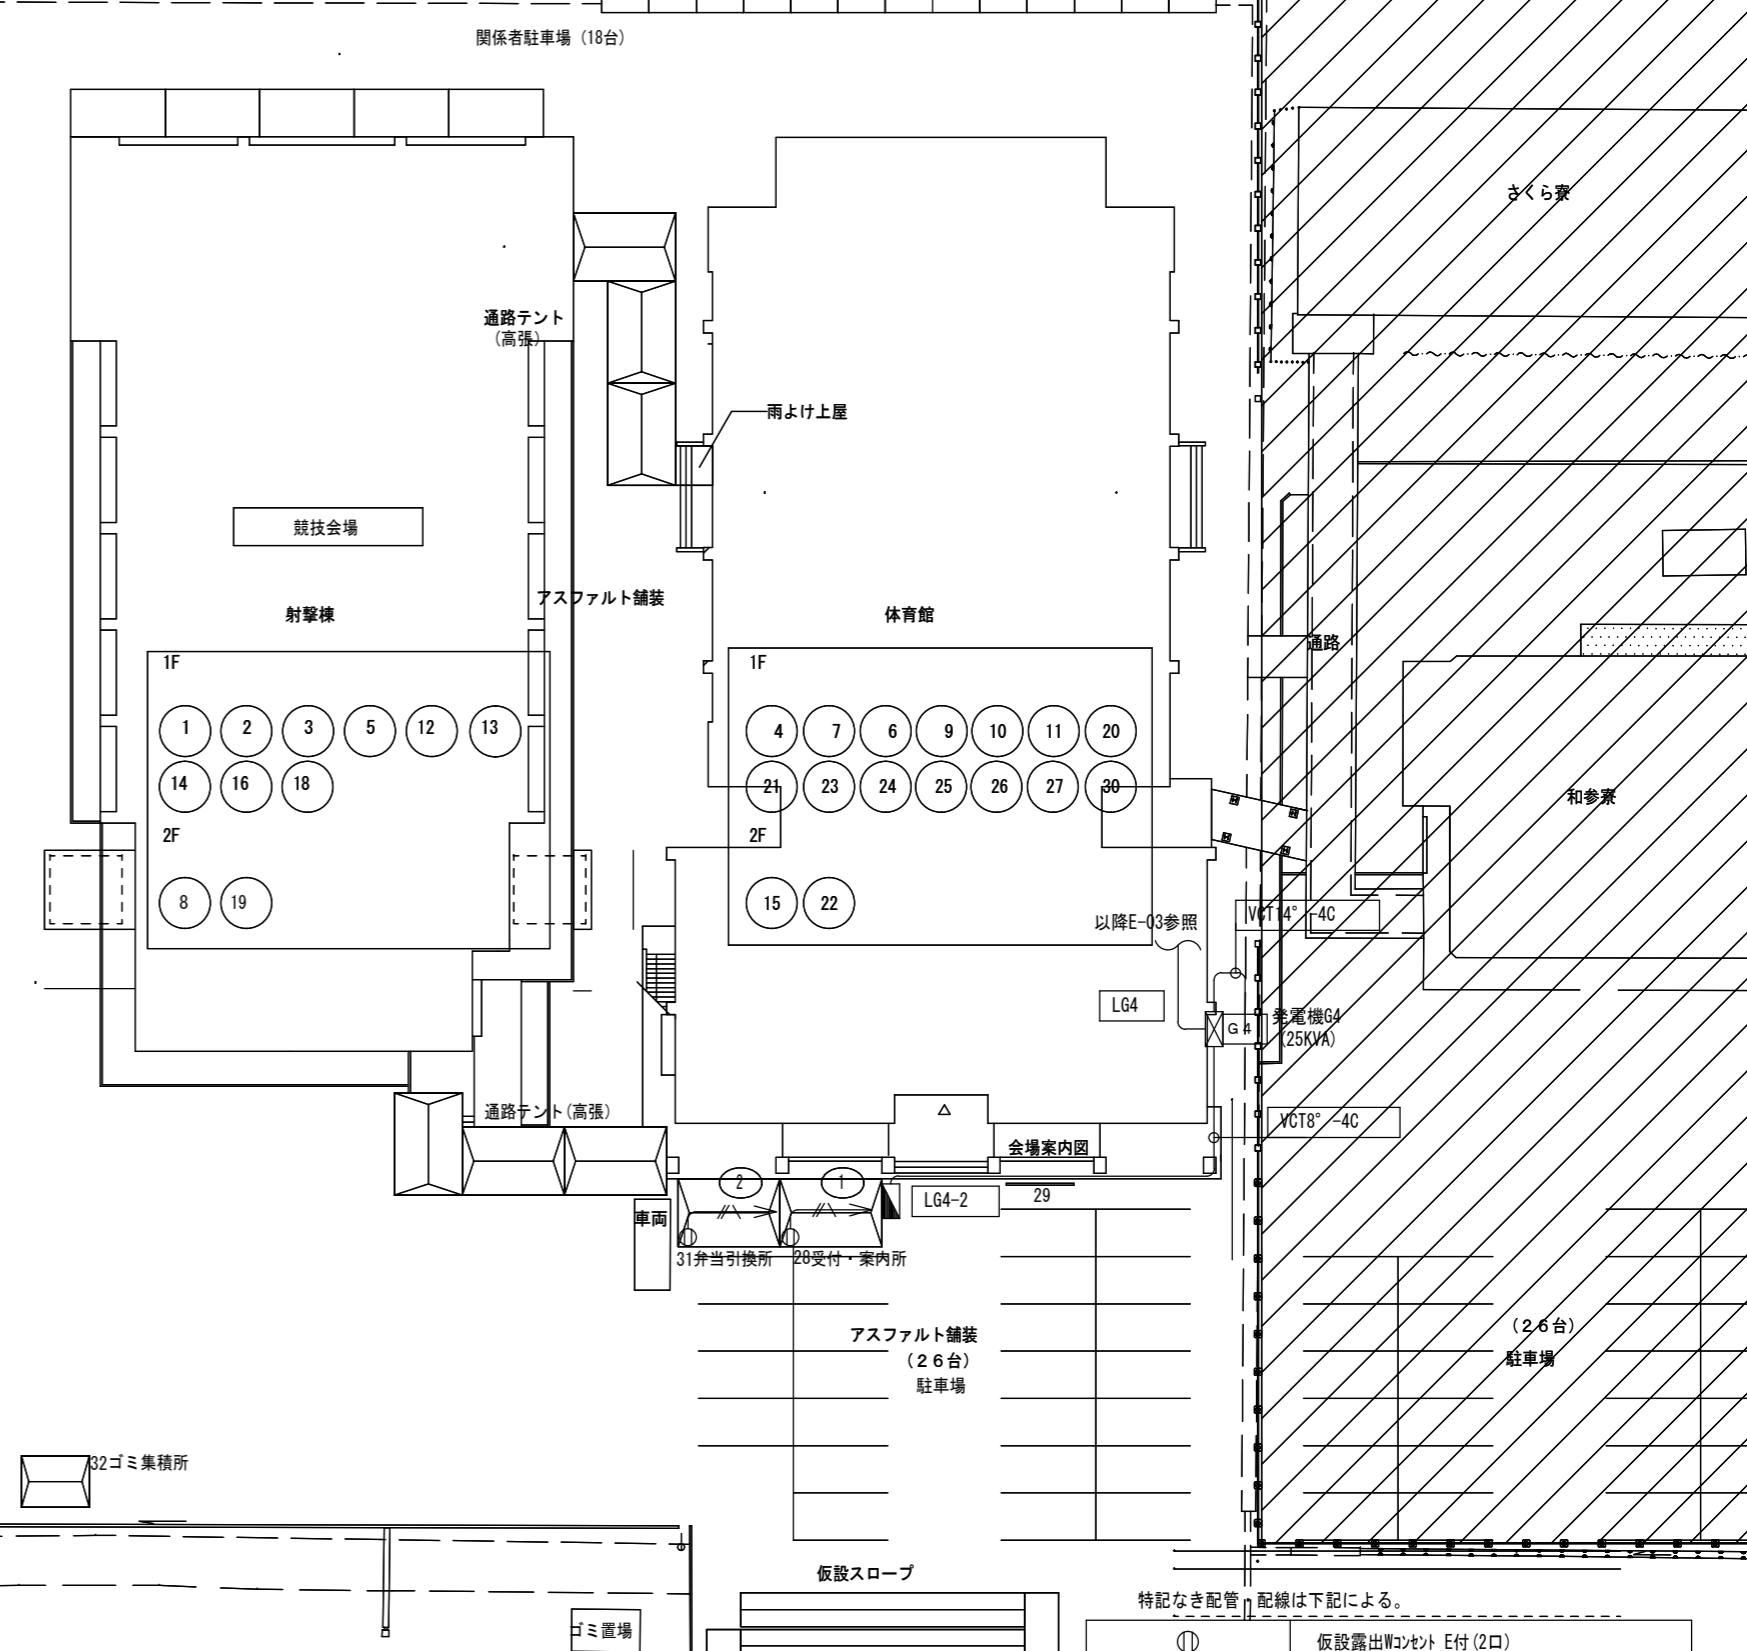 関係者駐車場 (18台)
さくら寮
通路テント
(高張)
雨よけ上屋
競技会場
アスファルト舗装
射撃棟
体育館
通路
1F
1 2 3 5 12 13
14 16 18
2F
8 19
1F
4 7 6 9 10 11 20
21 23 24 25 26 27 30
2F
15 22
和参寮
以降E-03参照
VCT14°-4C
LG4
G4
発電機G4
(25KVA)
通路テント(高張)
VCT8°-4C
会場案内図
2
1
LG4-2
29
車両
31弁当引換所
28受付・案内所
アスファルト舗装
(26台)
駐車場
(26台)
駐車場
32ゴミ集積所
仮設スロープ
特記なき配管・配線は下記による。
ゴミ置場
仮設露出Wコンセント E付(2口)